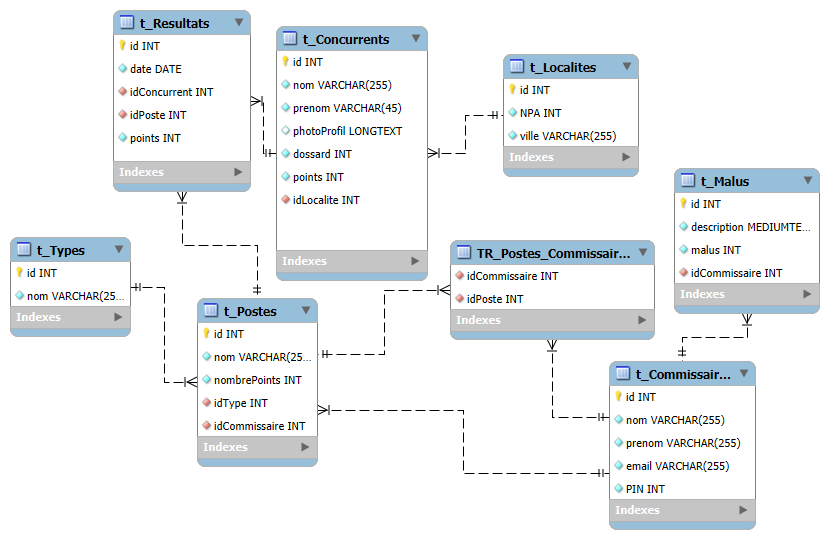 t_Resultats
id INT
date DATE
idConcurrent INT
idPoste INT
points INT
Indexes
t_Concurrents
id INT
nom VARCHAR(255)
prenom VARCHAR(45)
photoProfil LONGTEXT
dossard INT
points INT
idLocalite INT
Indexes
t_Localites
id INT
NPA INT
ville VARCHAR(255)
Indexes
t_Malus
id INT
description MEDIUMTE...
malus INT
idCommissaire INT
Indexes
t_Types
id INT
nom VARCHAR(25...
Indexes
TR_Postes_Commissair...
idCommissaire INT
idPoste INT
Indexes
t_Postes
id INT
nom VARCHAR(25...
nombrePoints INT
idType INT
idCommissaire INT
Indexes
t_Commissair...
id INT
nom VARCHAR(255)
prenom VARCHAR(255)
email VARCHAR(255)
PIN INT
Indexes